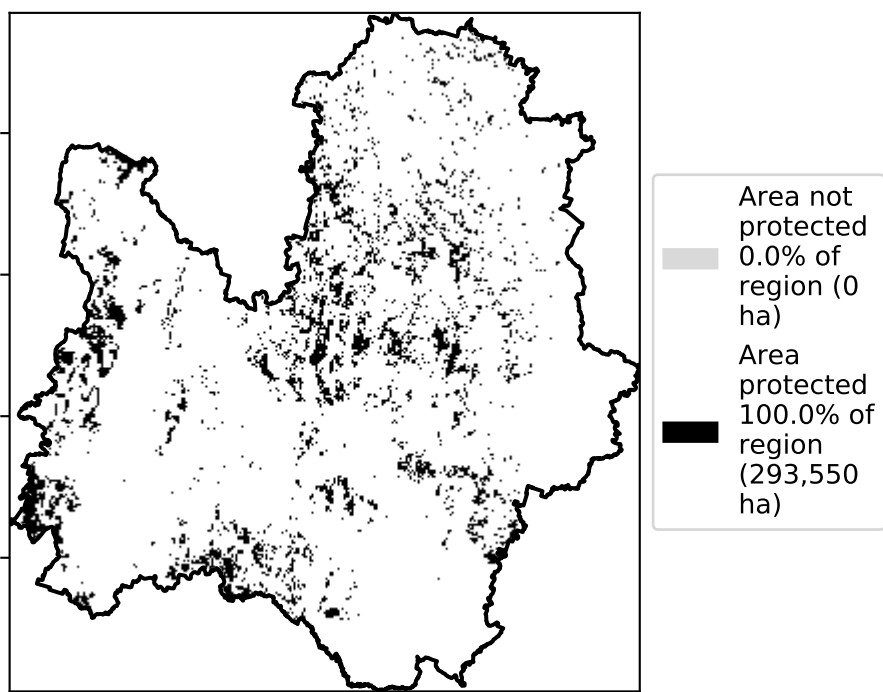 Area not
protected
0.0% of
region (0
ha)
Area
protected
100.0% of
region
(293,550
ha)